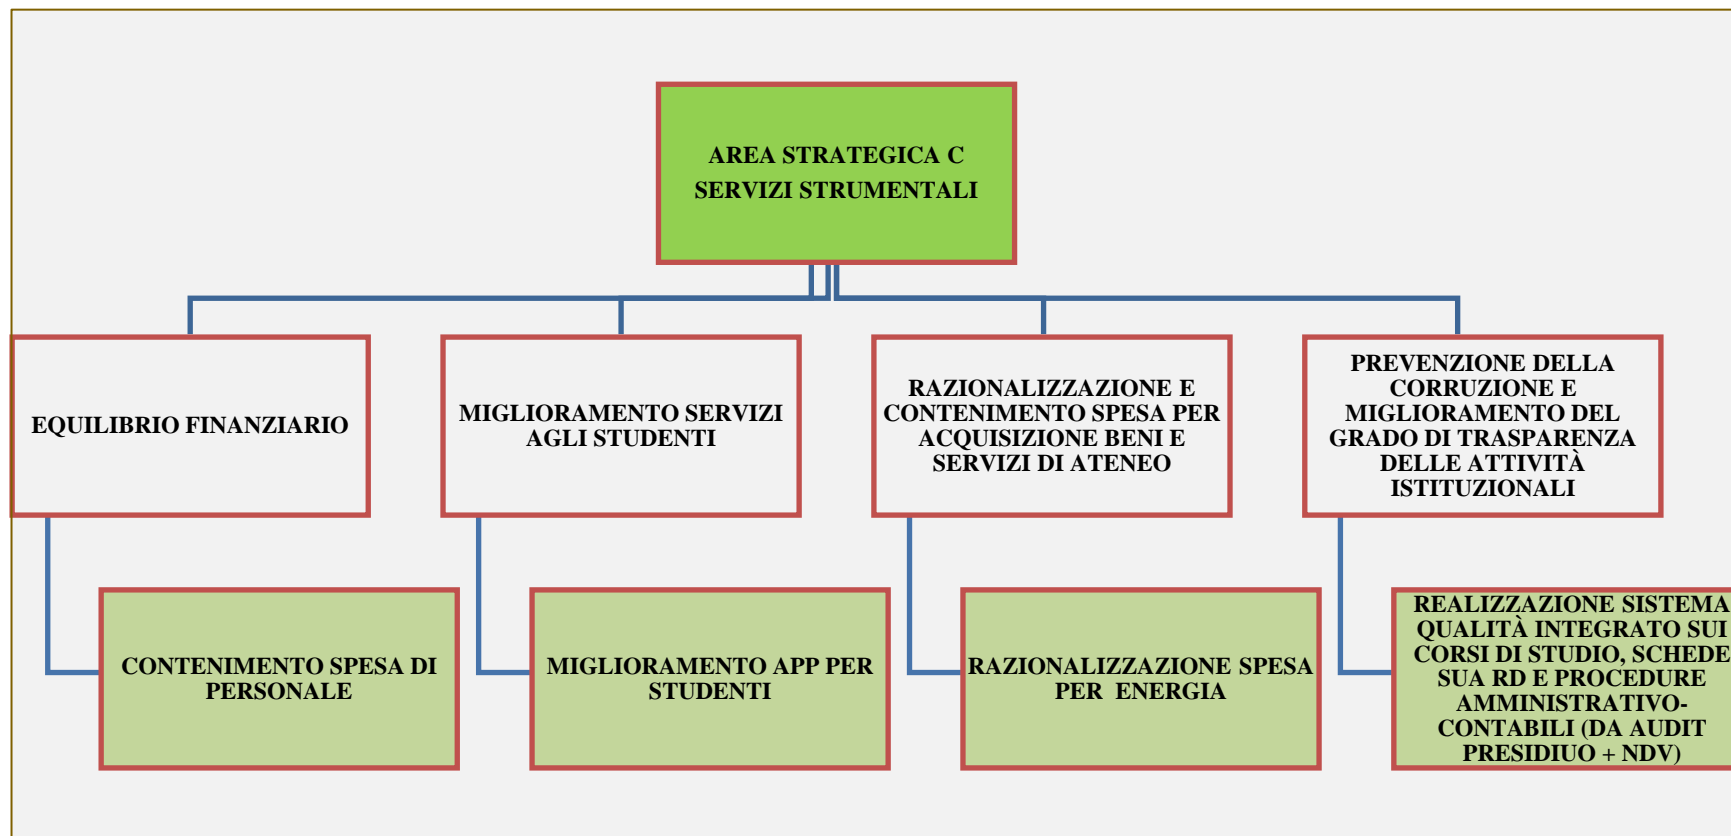 AREA STRATEGICA C
SERVIZI STRUMENTALI
EQUILIBRIO FINANZIARIO
MIGLIORAMENTO SERVIZI
AGLI STUDENTI
RAZIONALIZZAZIONE E
CONTENIMENTO SPESA PER
ACQUISIZIONE BENI E
SERVIZI DI ATENEO
PREVENZIONE DELLA
CORRUZIONE E
MIGLIORAMENTO DEL
GRADO DI TRASPARENZA
DELLE ATTIVITÀ
ISTITUZIONALI
CONTENIMENTO SPESA DI
PERSONALE
MIGLIORAMENTO APP PER
STUDENTI
RAZIONALIZZAZIONE SPESA
PER ENERGIA
REALIZZAZIONE SISTEMA
QUALITÀ INTEGRATO SUI
CORSI DI STUDIO, SCHEDE
SUA RD E PROCEDURE
AMMINISTRATIVO-
CONTABILI (DA AUDIT
PRESIDIUO + NDV)